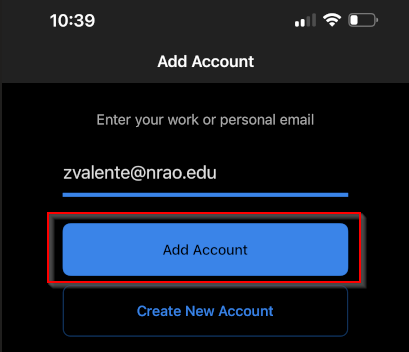 10:39
Add Account
Enter your work or personal email
zvalente@nrao.edu
Add Account
Create New Account